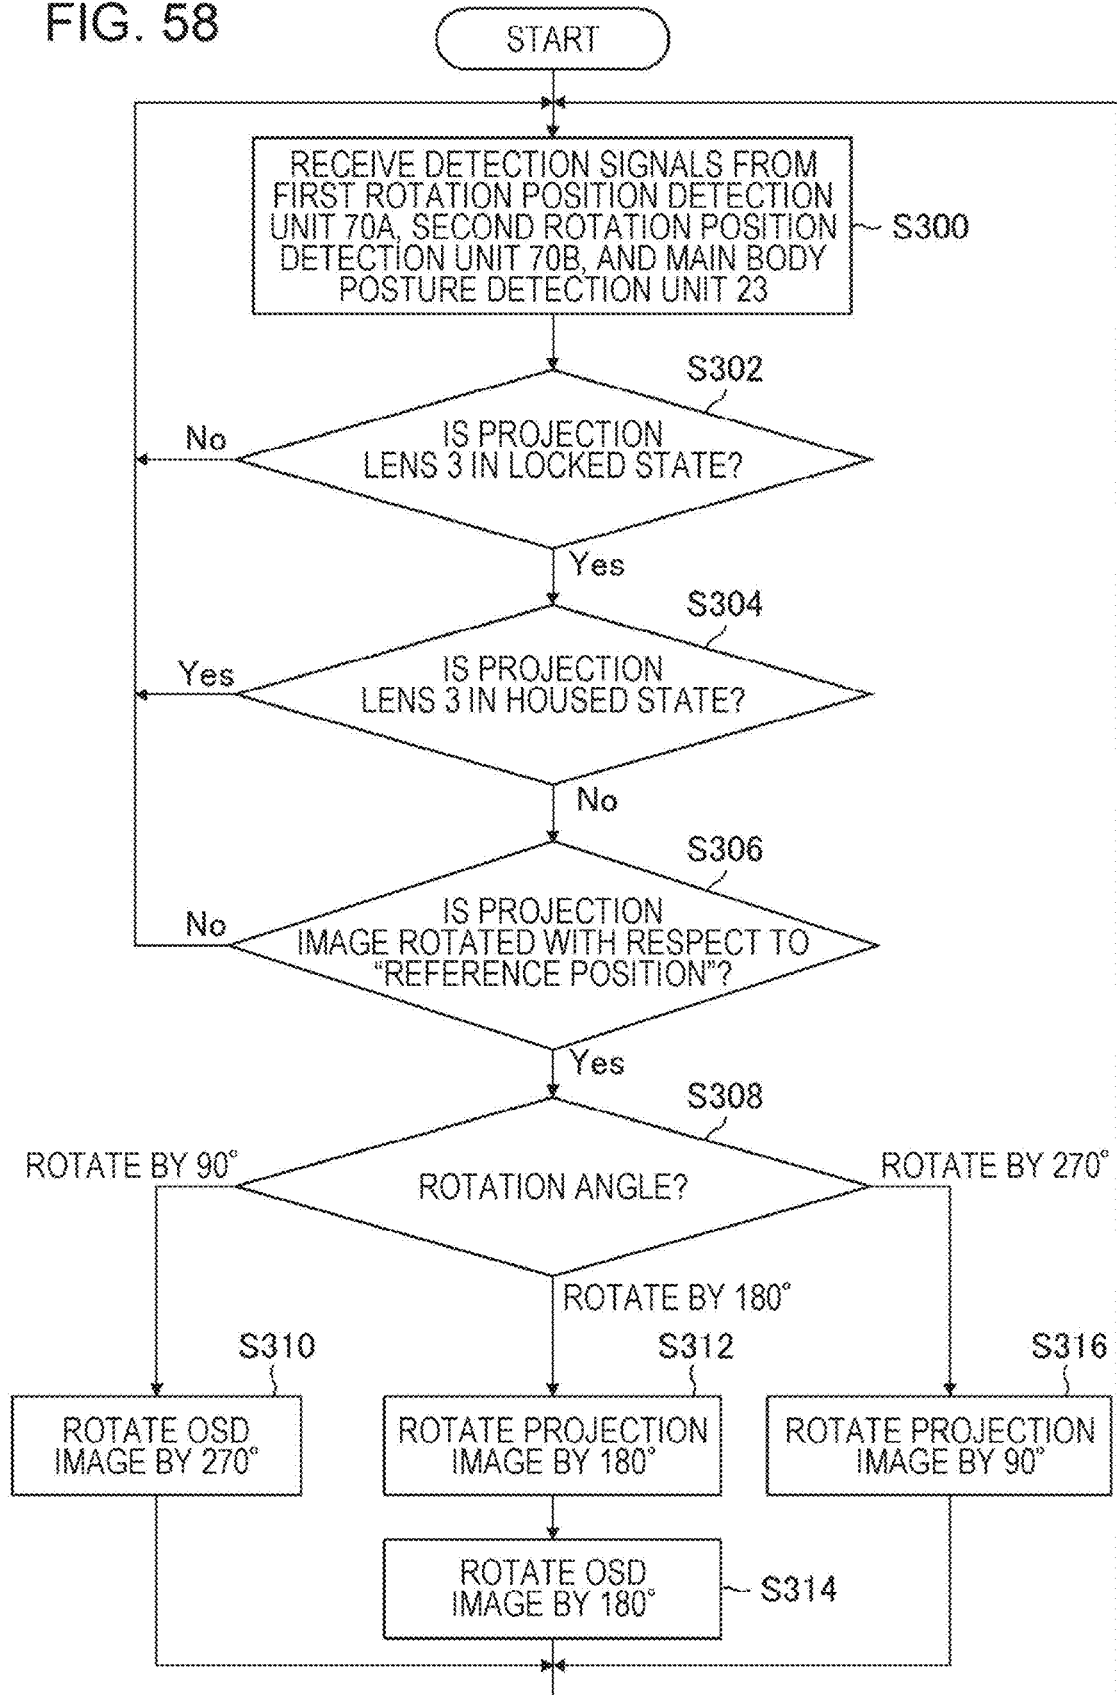 FIG. 58
START
RECEIVE DETECTION SIGNALS FROM
FIRST ROTATION POSITION DETECTION
UNIT 70A, SECOND ROTATION POSITION
DETECTION UNIT 70B, AND MAIN BODY
POSTURE DETECTION UNIT 23
S300
S302
IS PROJECTION
LENS 3 IN LOCKED STATE?
No
Yes
S304
IS PROJECTION
LENS 3 IN HOUSED STATE?
Yes
No
S306
IS PROJECTION
IMAGE ROTATED WITH RESPECT TO
“REFERENCE POSITION”?
No
Yes
S308
ROTATION ANGLE?
ROTATE BY 90°
ROTATE BY 270°
ROTATE BY 180°
S310
ROTATE OSD
IMAGE BY 270°
S312
ROTATE PROJECTION
IMAGE BY 180°
S316
ROTATE PROJECTION
IMAGE BY 90°
ROTATE OSD
IMAGE BY 180°
S314